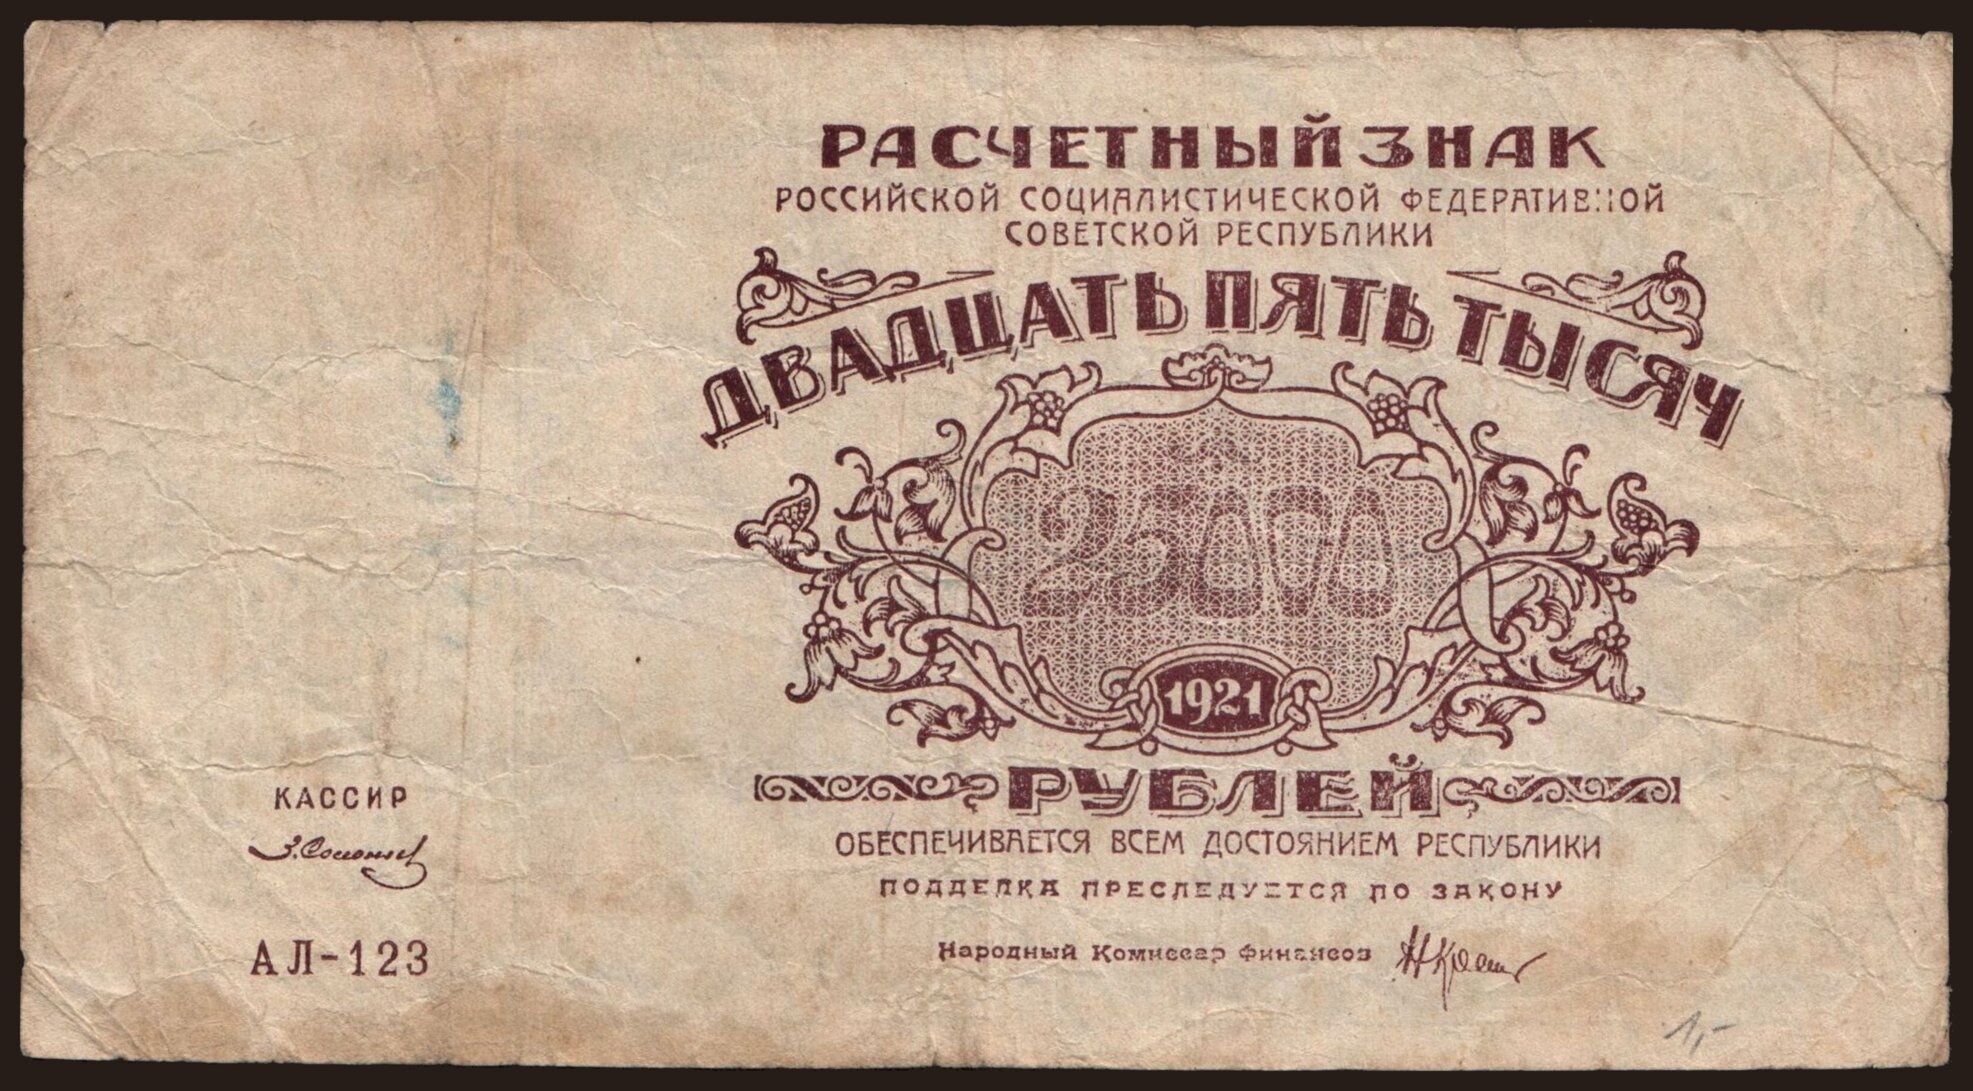 РАСЧЕТНЫЙ ЗНАК
РОССИЙСКОЙ СОЦИАЛИСТИЧЕСКОЙ ФЕДЕРАТИВНОЙ
СОВЕТСКОЙ РЕСПУБЛИКИ
ДВАДЦАТЬ ПЯТЬ ТЫСЯЧ
25000
1921
РУБЛЕЙ
ОБЕСПЕЧИВАЕТСЯ ВСЕМ ДОСТОЯНИЕМ РЕСПУБЛИКИ
ПОДДЕЛКА ПРЕСЛЕДУЕТСЯ ПО ЗАКОНУ
Народный Комиссар Финансов
КАССИР
АЛ-123
1,-